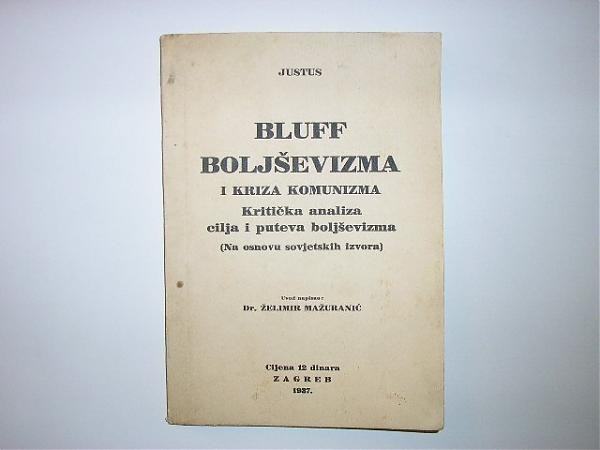 JUSTUS
BLUFF
BOLJŠEVIZMA
I KRIZA KOMUNIZMA
Kritička analiza
cilja i puteva boljševizma
(Na osnovu sovjetskih izvora)
Uvod napisao:
Dr. ŽELIMIR MAŽURANIĆ
Cijena 12 dinara
ZAGREB
1937.